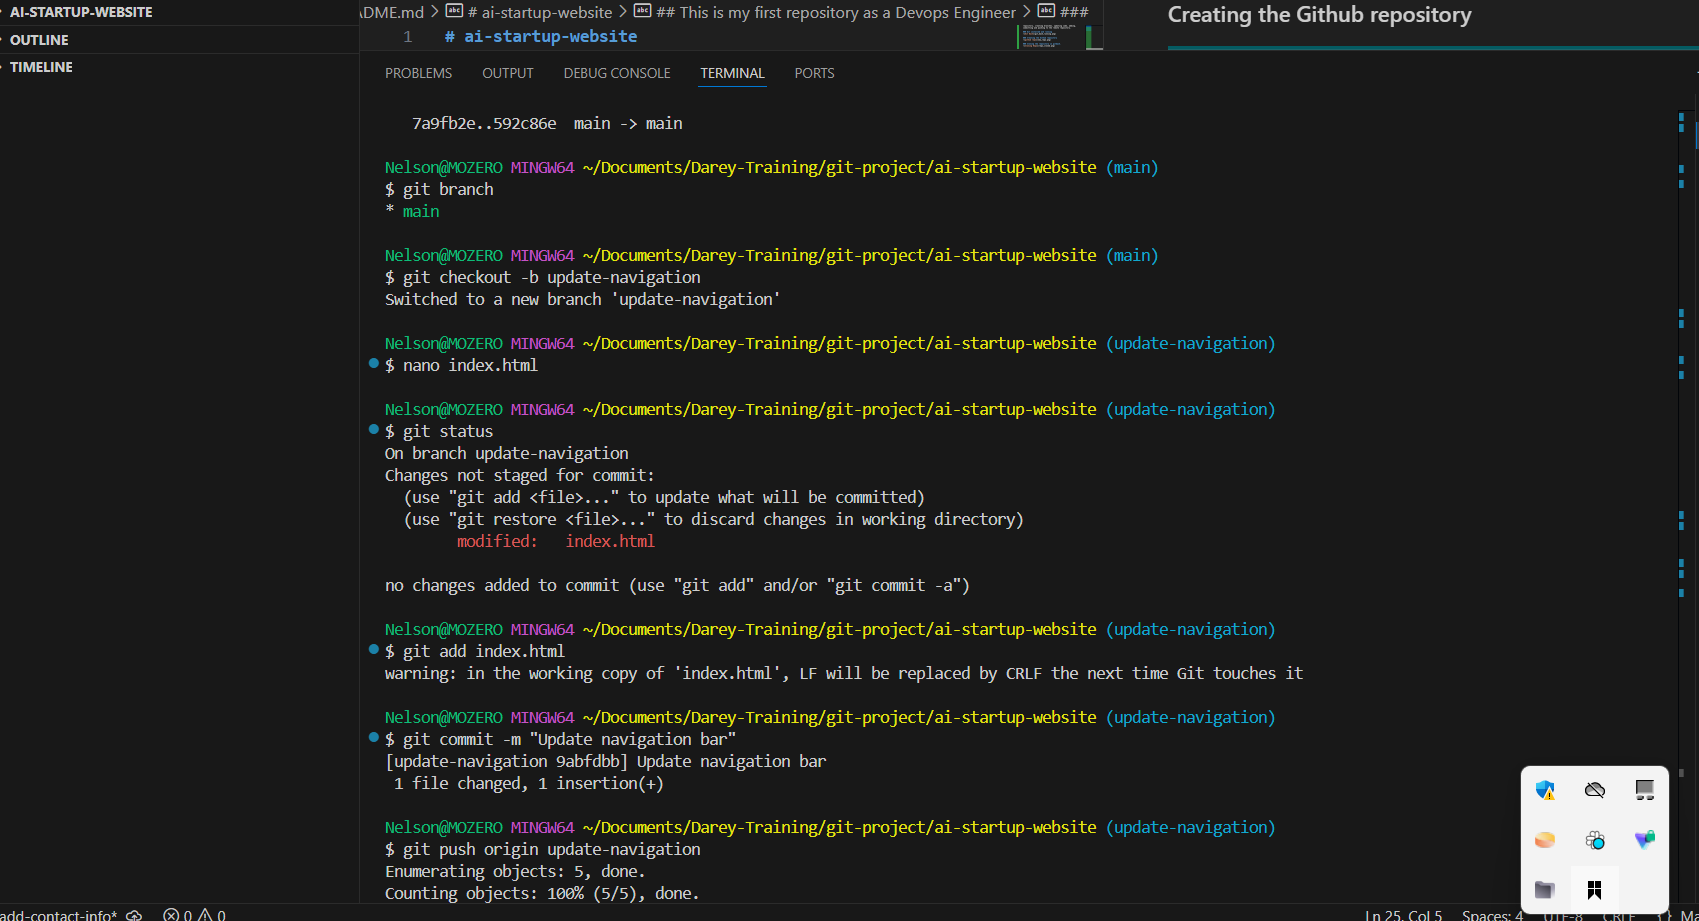 AI-STARTUP-WEBSITE
OUTLINE
TIMELINE
DME.md > # ai-startup-website > ## This is my first repository as a Devops Engineer > ###
1 # ai-startup-website
Creating the Github repository
PROBLEMS OUTPUT DEBUG CONSOLE TERMINAL PORTS
7a9fb2e..592c86e main -> main
Nelson@MOZERO MINGW64 ~/Documents/Darey-Training/git-project/ai-startup-website (main)
$ git branch
* main
Nelson@MOZERO MINGW64 ~/Documents/Darey-Training/git-project/ai-startup-website (main)
$ git checkout -b update-navigation
Switched to a new branch 'update-navigation'
Nelson@MOZERO MINGW64 ~/Documents/Darey-Training/git-project/ai-startup-website (update-navigation)
$ nano index.html
Nelson@MOZERO MINGW64 ~/Documents/Darey-Training/git-project/ai-startup-website (update-navigation)
$ git status
On branch update-navigation
Changes not staged for commit:
(use "git add <file>..." to update what will be committed)
(use "git restore <file>..." to discard changes in working directory)
modified: index.html
no changes added to commit (use "git add" and/or "git commit -a")
Nelson@MOZERO MINGW64 ~/Documents/Darey-Training/git-project/ai-startup-website (update-navigation)
$ git add index.html
warning: in the working copy of 'index.html', LF will be replaced by CRLF the next time Git touches it
Nelson@MOZERO MINGW64 ~/Documents/Darey-Training/git-project/ai-startup-website (update-navigation)
$ git commit -m "Update navigation bar"
[update-navigation 9abfdbb] Update navigation bar
1 file changed, 1 insertion(+)
Nelson@MOZERO MINGW64 ~/Documents/Darey-Training/git-project/ai-startup-website (update-navigation)
$ git push origin update-navigation
Enumerating objects: 5, done.
Counting objects: 100% (5/5), done.
add-contact-info* 0 0 Ln 25, Col 5 Spaces: 4 UTF-8 CRLF Ma